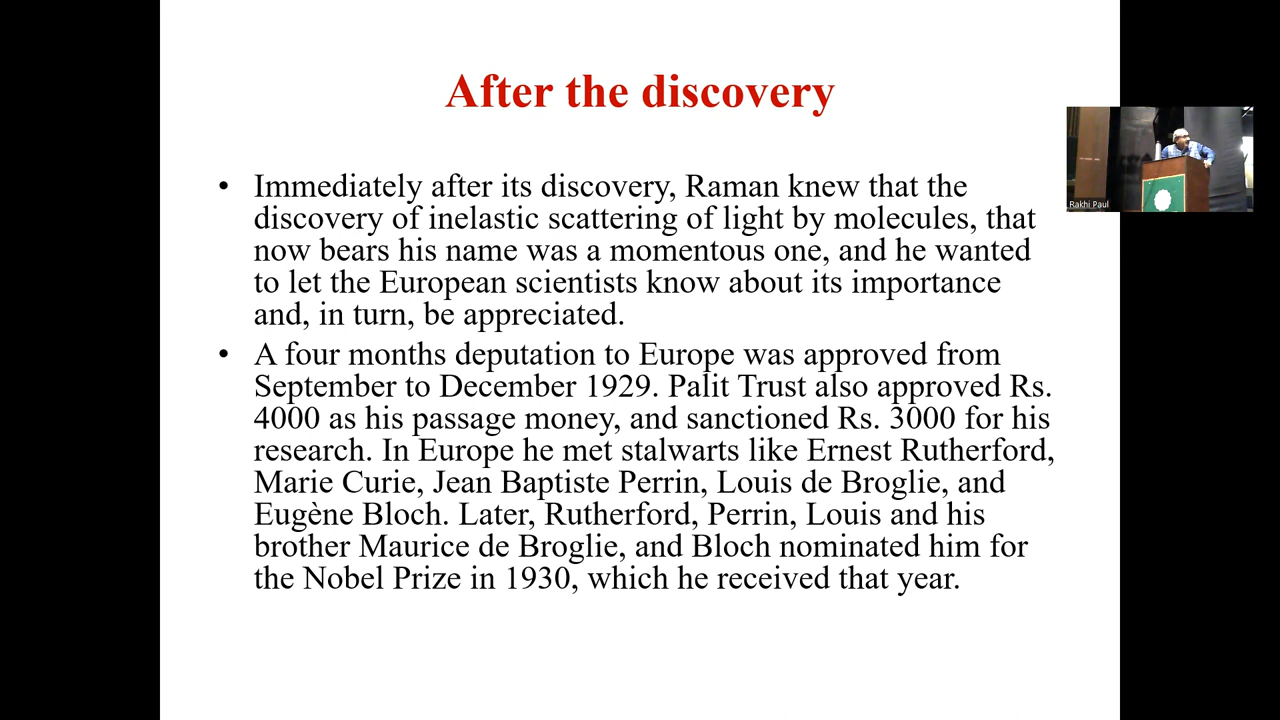 After the discovery
• Immediately after its discovery, Raman knew that the
discovery of inelastic scattering of light by molecules, that
now bears his name was a momentous one, and he wanted
to let the European scientists know about its importance
and, in turn, be appreciated.
• A four months deputation to Europe was approved from
September to December 1929. Palit Trust also approved Rs.
4000 as his passage money, and sanctioned Rs. 3000 for his
research. In Europe he met stalwarts like Ernest Rutherford,
Marie Curie, Jean Baptiste Perrin, Louis de Broglie, and
Eugène Bloch. Later, Rutherford, Perrin, Louis and his
brother Maurice de Broglie, and Bloch nominated him for
the Nobel Prize in 1930, which he received that year.
Rakhi Paul